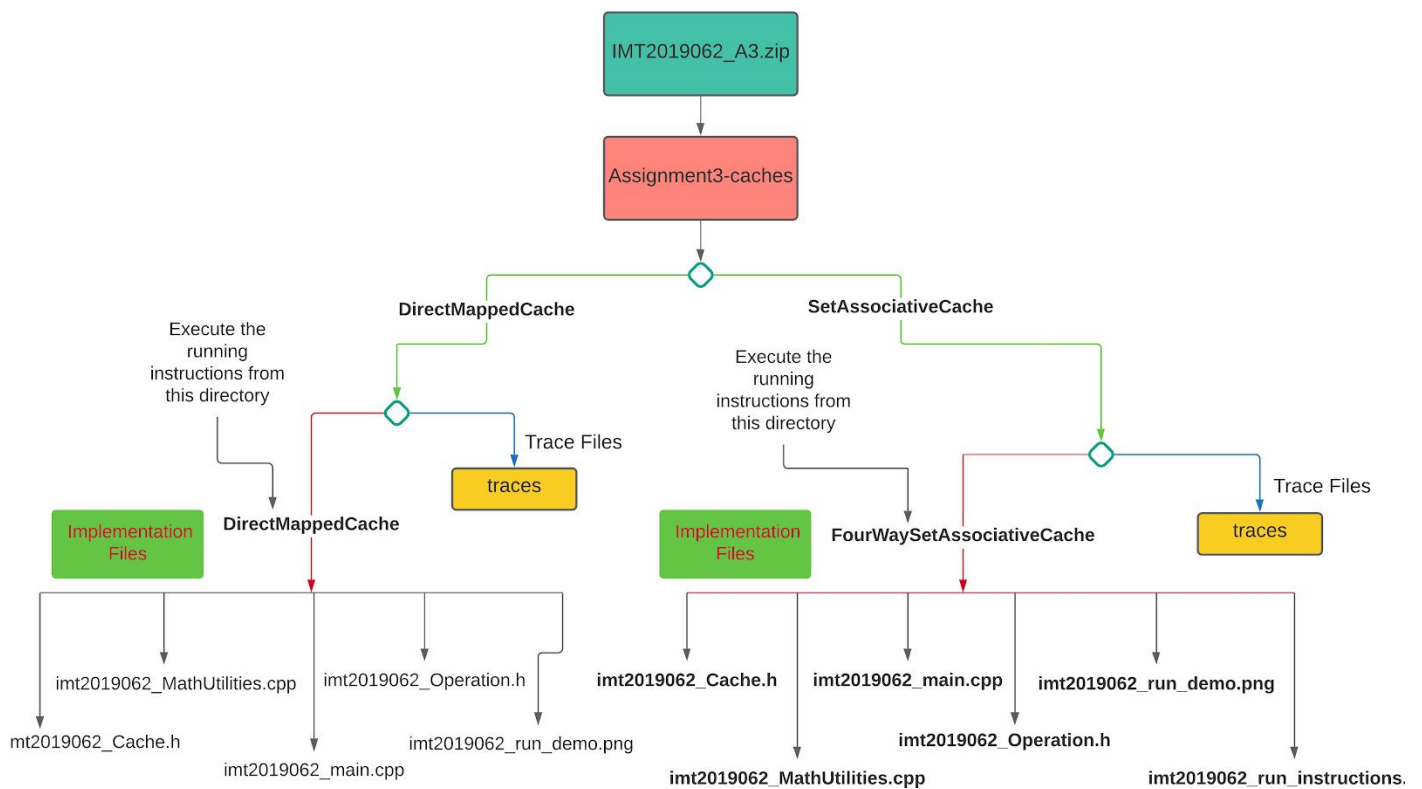 IMT2019062_A3.zip
Assignment3-caches
DirectMappedCache
SetAssociativeCache
Execute the
running
instructions from
this directory
Execute the
running
instructions from
this directory
Trace Files
traces
Trace Files
traces
DirectMappedCache
FourWaySetAssociativeCache
Implementation
Files
Implementation
Files
imt2019062_MathUtilities.cpp
imt2019062_Operation.h
mt2019062_Cache.h
imt2019062_main.cpp
imt2019062_run_demo.png
imt2019062_Cache.h
imt2019062_main.cpp
imt2019062_run_demo.png
imt2019062_Operation.h
imt2019062_MathUtilities.cpp
imt2019062_run_instructions.